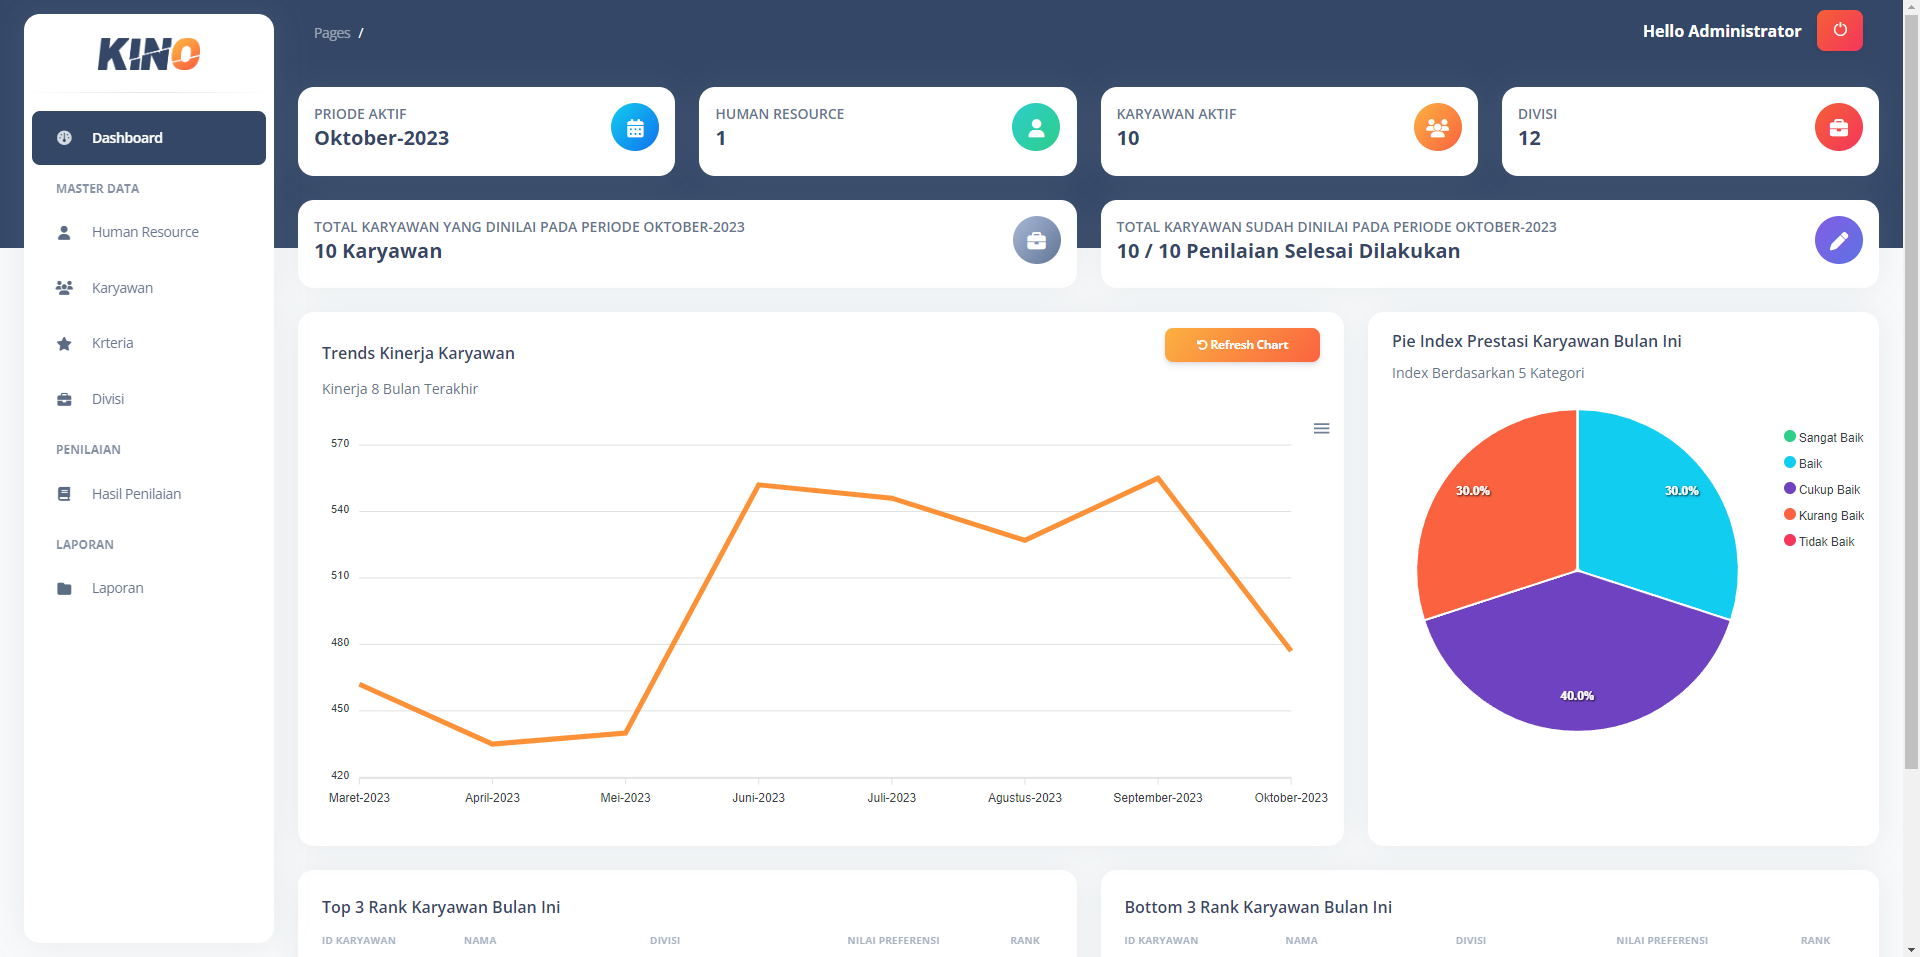 KINO
Dashboard
MASTER DATA
Human Resource
Karyawan
Krteria
Divisi
PENILAIAN
Hasil Penilaian
LAPORAN
Laporan
Pages /
Hello Administrator
PRIODE AKTIF
Oktober-2023
HUMAN RESOURCE
1
KARYAWAN AKTIF
10
DIVISI
12
TOTAL KARYAWAN YANG DINILAI PADA PERIODE OKTOBER-2023
10 Karyawan
TOTAL KARYAWAN SUDAH DINILAI PADA PERIODE OKTOBER-2023
10 / 10 Penilaian Selesai Dilakukan
Trends Kinerja Karyawan
Refresh Chart
Kinerja 8 Bulan Terakhir
570
540
510
480
450
420
Maret-2023 April-2023 Mei-2023 Juni-2023 Juli-2023 Agustus-2023 September-2023 Oktober-2023
Pie Index Prestasi Karyawan Bulan Ini
Index Berdasarkan 5 Kategori
30.0% 30.0%
40.0%
Sangat Baik
Baik
Cukup Baik
Kurang Baik
Tidak Baik
Top 3 Rank Karyawan Bulan Ini
ID KARYAWAN NAMA DIVISI NILAI PREFERENSI RANK
Bottom 3 Rank Karyawan Bulan Ini
ID KARYAWAN NAMA DIVISI NILAI PREFERENSI RANK